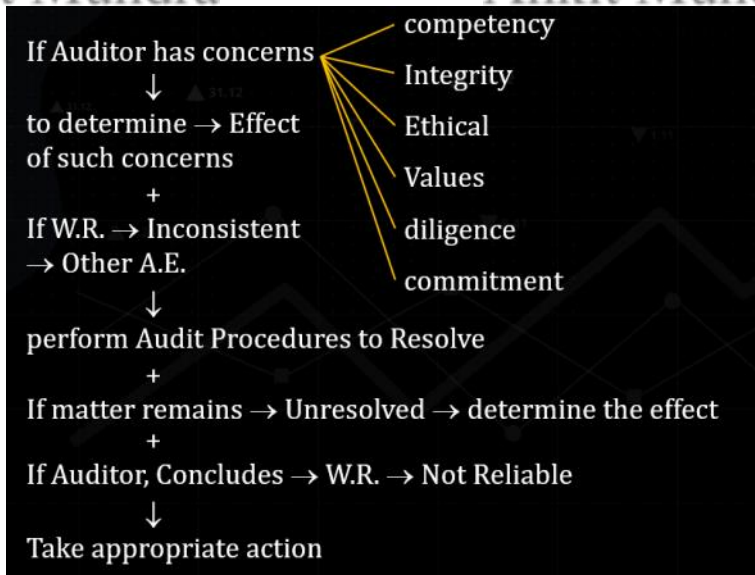 If Auditor has concerns
↓
to determine → Effect
of such concerns
+
If W.R. → Inconsistent
→ Other A.E.
↓
perform Audit Procedures to Resolve
+
If matter remains → Unresolved → determine the effect
+
If Auditor, Concludes → W.R. → Not Reliable
↓
Take appropriate action
competency
Integrity
Ethical
Values
diligence
commitment
31.12